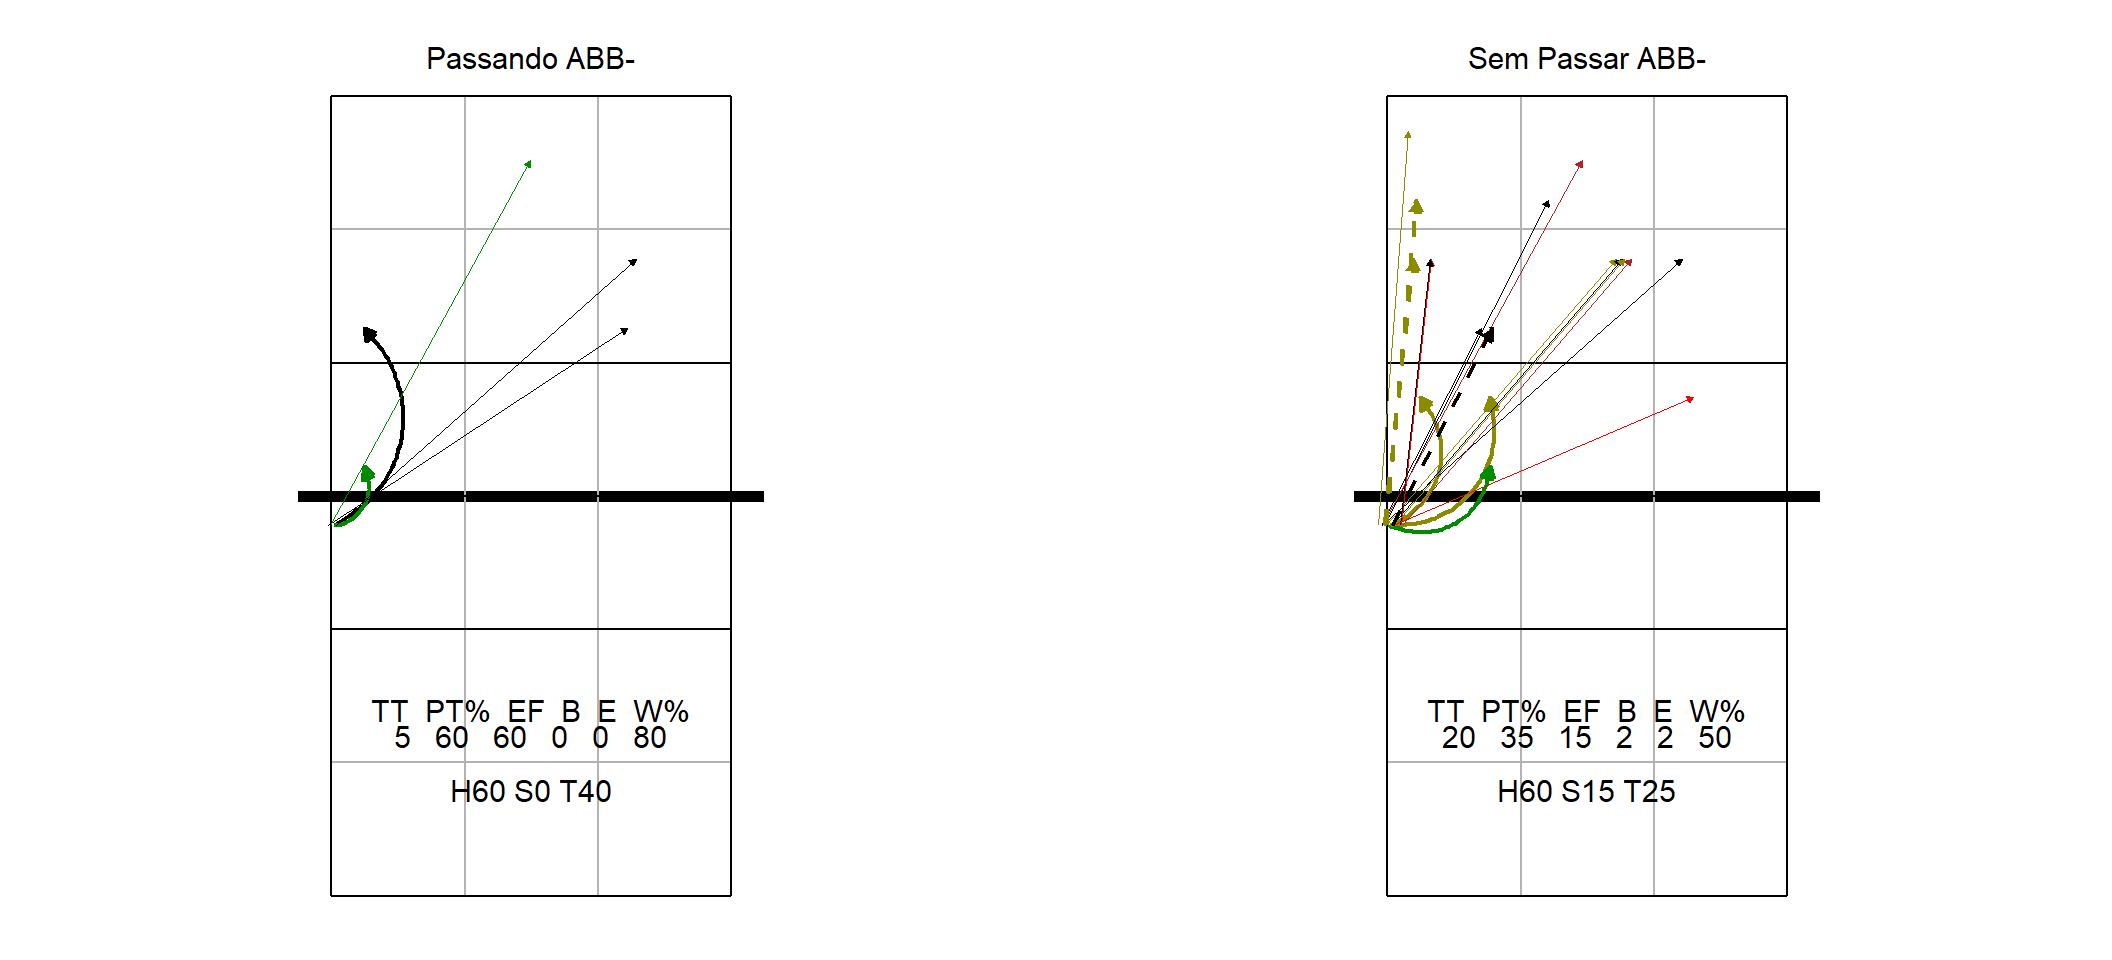 Passando ABB-
TT PT% EF B E W%
5 60 60 0 0 80
H60 S0 T40
Sem Passar ABB-
TT PT% EF B E W%
20 35 15 2 2 50
H60 S15 T25